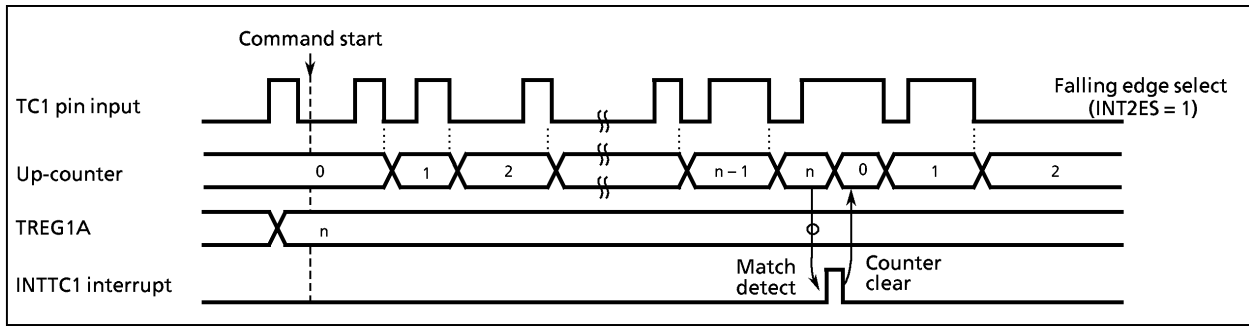 Command start
TC1 pin input
Falling edge select
(INT2ES = 1)
Up-counter
0
1
2
n – 1
n
0
1
2
TREG1A
n
Match
detect
Counter
clear
INTTC1 interrupt